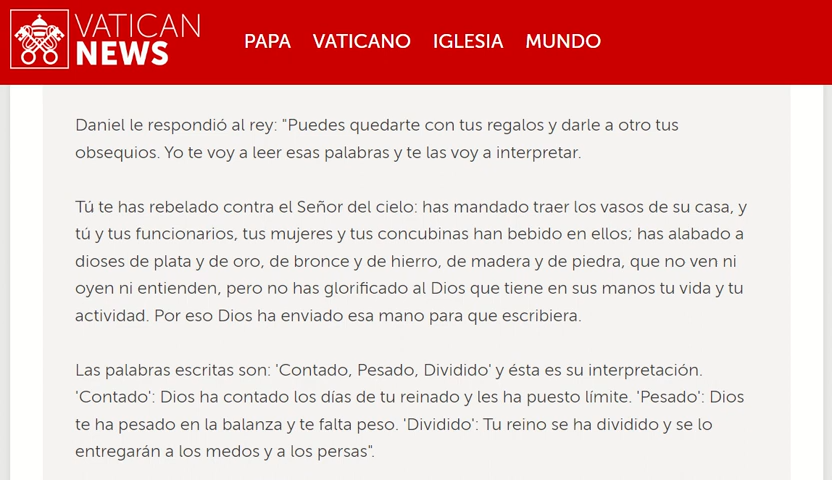 VATICAN
NEWS
PAPA VATICANO IGLESIA MUNDO
Daniel le respondió al rey: "Puedes quedarte con tus regalos y darle a otro tus
obsequios. Yo te voy a leer esas palabras y te las voy a interpretar.
Tú te has rebelado contra el Señor del cielo: has mandado traer los vasos de su casa, y
tú y tus funcionarios, tus mujeres y tus concubinas han bebido en ellos; has alabado a
dioses de plata y de oro, de bronce y de hierro, de madera y de piedra, que no ven ni
oyen ni entienden, pero no has glorificado al Dios que tiene en sus manos tu vida y tu
actividad. Por eso Dios ha enviado esa mano para que escribiera.
Las palabras escritas son: 'Contado, Pesado, Dividido' y ésta es su interpretación.
'Contado': Dios ha contado los días de tu reinado y les ha puesto límite. 'Pesado': Dios
te ha pesado en la balanza y te falta peso. 'Dividido': Tu reino se ha dividido y se lo
entregarán a los medos y a los persas".